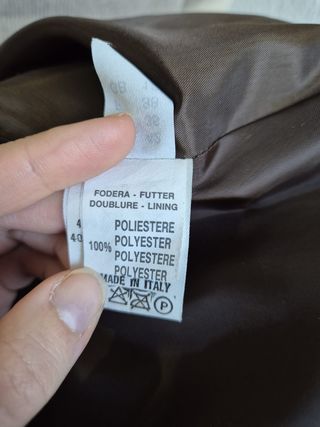 FODERA - FUTTER
DOUBLURE - LINING
POLIESTERE
100% POLYESTER
POLYESTERE
POLYESTER
MADE IN ITALY
P